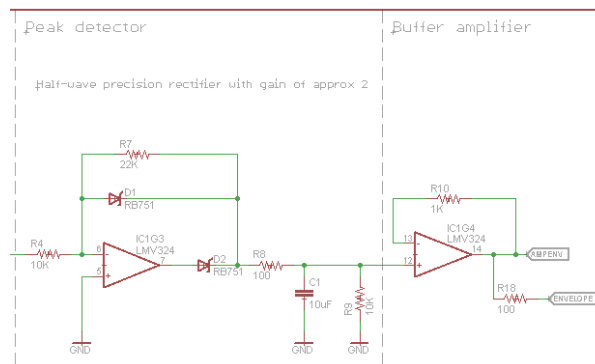 Peak detector
Buffer amplifier
Half-wave precision rectifier with gain of approx 2
R7
22K
D1
RB751
R10
1K
R4
10K
IC1G3
LMV324
6
5
7
D2
RB751
R8
100
IC1G4
LMV324
13
12
14
AMPENV
C1
10uF
R9
10K
R18
100
ENVELOPE
GND
GND
GND